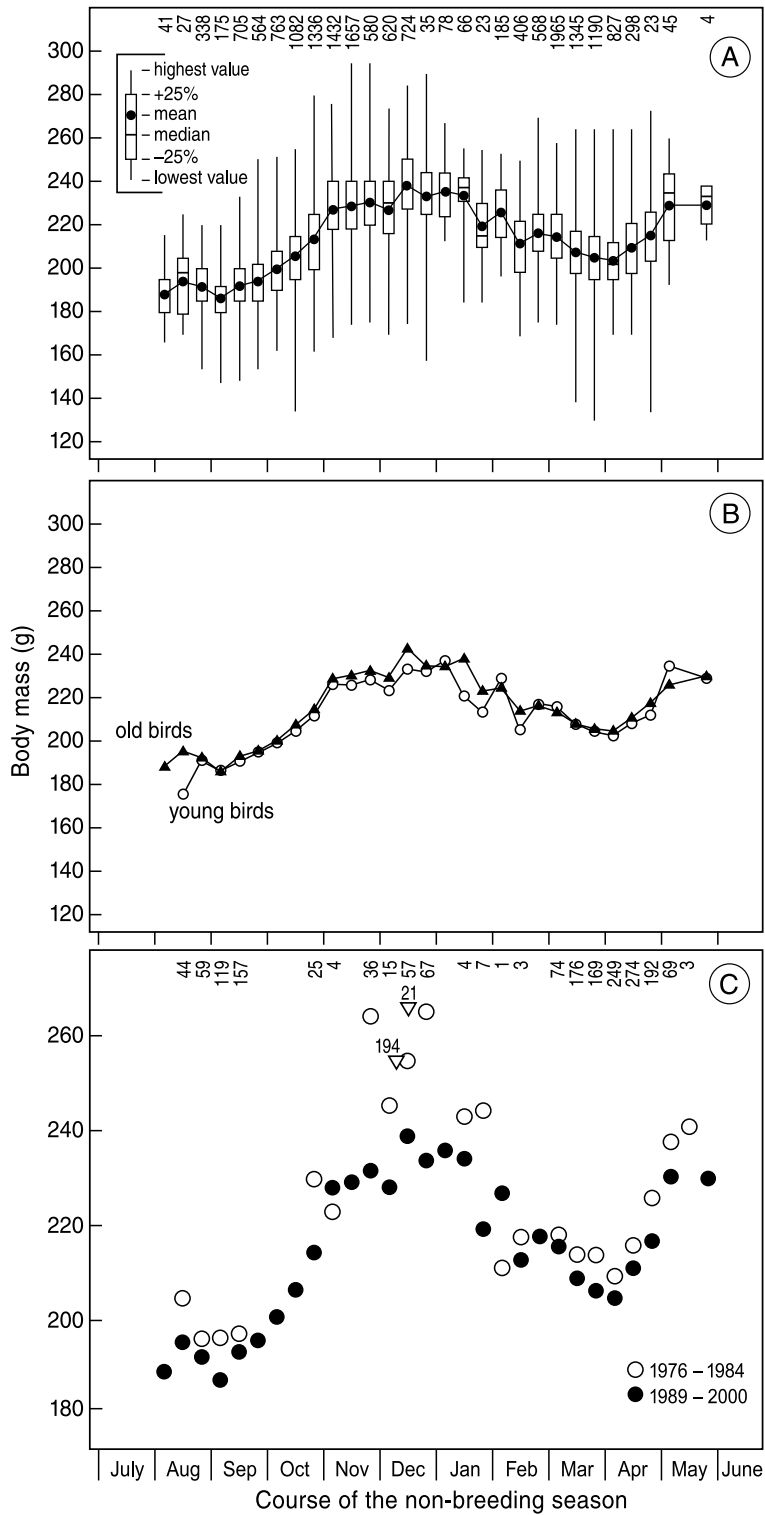 41 27 338 175 705 564 763 1082 1336 1432 1657 580 620 724 35 78 66 23 185 406 568 1965 1345 1190 827 298 23 45 4
A
300
280
260
240
220
200
180
160
140
120
highest value
+25%
mean
median
–25%
lowest value
B
300
280
260
240
220
200
180
160
140
120
Body mass (g)
old birds
young birds
44 59 119 157 25 4 36 15 57 67 4 7 1 3 74 176 169 249 274 192 69 3
C
21
194
260
240
220
200
180
1976 – 1984
1989 – 2000
July Aug Sep Oct Nov Dec Jan Feb Mar Apr May June
Course of the non-breeding season